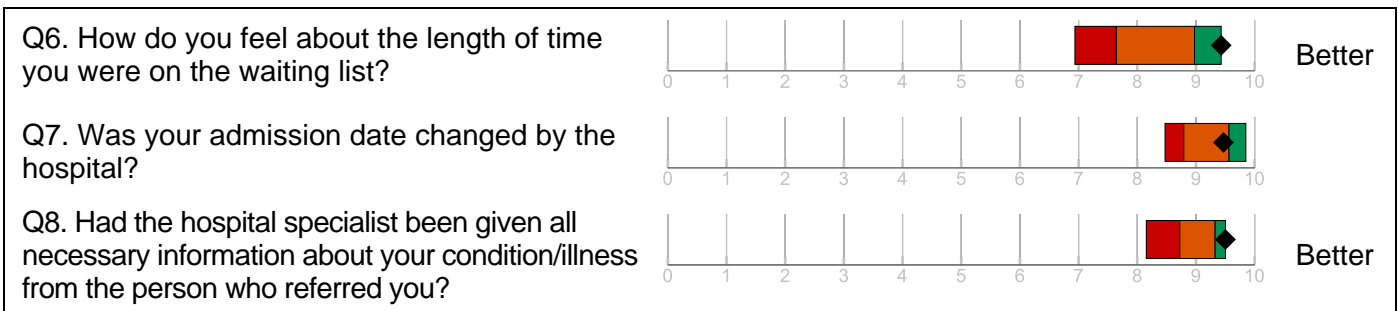 Q6. How do you feel about the length of time
you were on the waiting list?
0 1 2 3 4 5 6 7 8 9 10
Better
Q7. Was your admission date changed by the
hospital?
0 1 2 3 4 5 6 7 8 9 10
Q8. Had the hospital specialist been given all
necessary information about your condition/illness
from the person who referred you?
0 1 2 3 4 5 6 7 8 9 10
Better